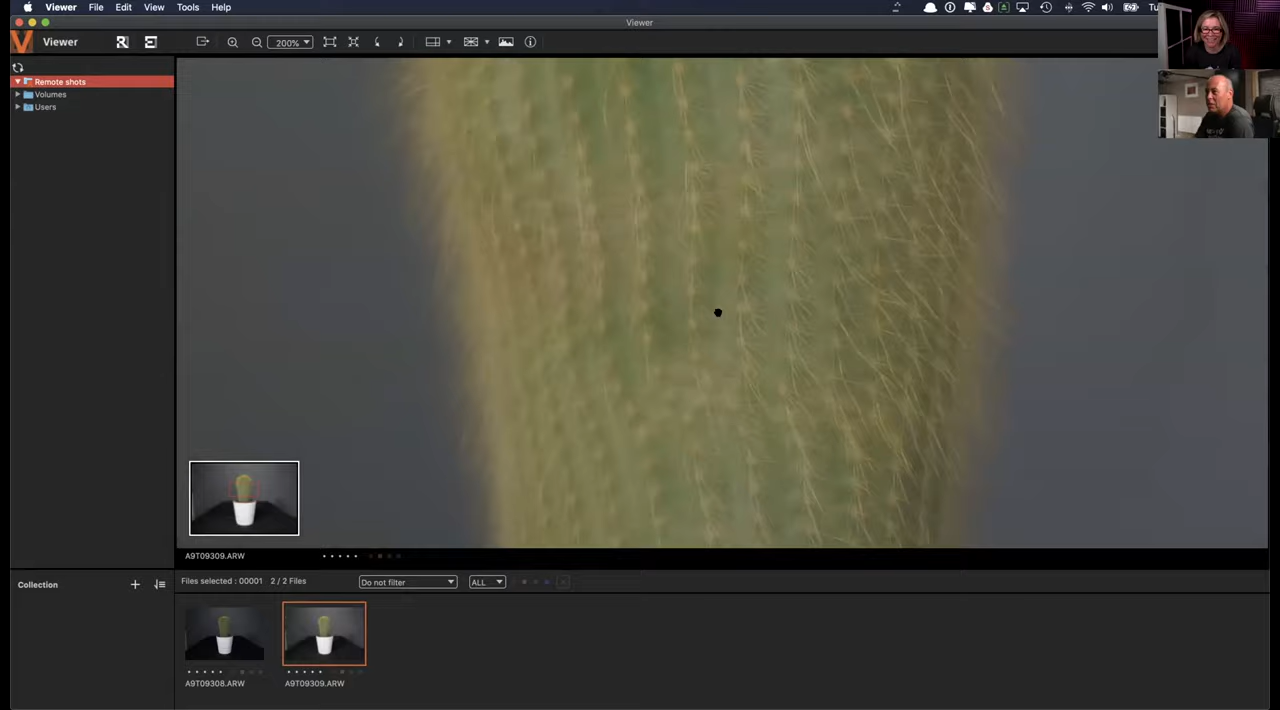 Viewer File Edit View Tools Help
Viewer
Viewer
200%
Remote shots
Volumes
Users
A9T09309.ARW
Collection
Files selected : 00001 2 / 2 Files Do not filter ALL
A9T09308.ARW A9T09309.ARW